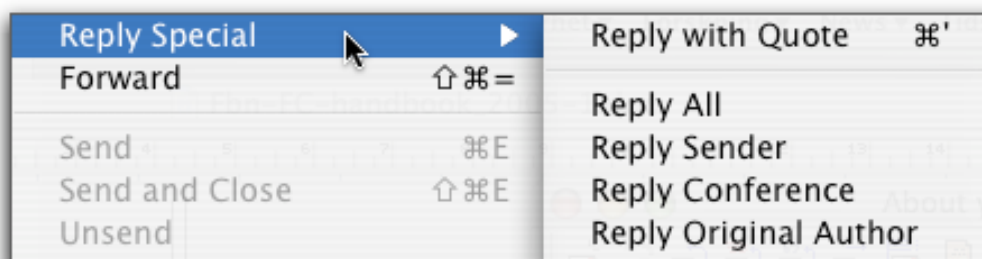 Reply Special
Forward ⇧⌘=
Send ⌘E
Send and Close ⇧⌘E
Unsend
Reply with Quote ⌘'
Reply All
Reply Sender
Reply Conference
Reply Original Author